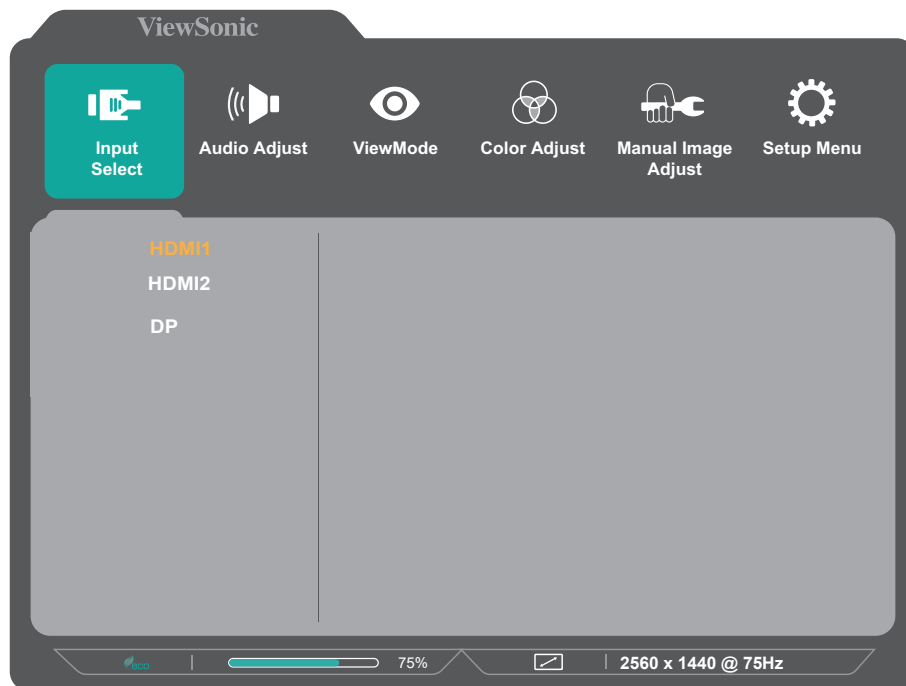 ViewSonic
Input
Select
Audio Adjust
ViewMode
Color Adjust
Manual Image
Adjust
Setup Menu
HDMI1
HDMI2
DP
ECO
75%
2560 x 1440 @ 75Hz